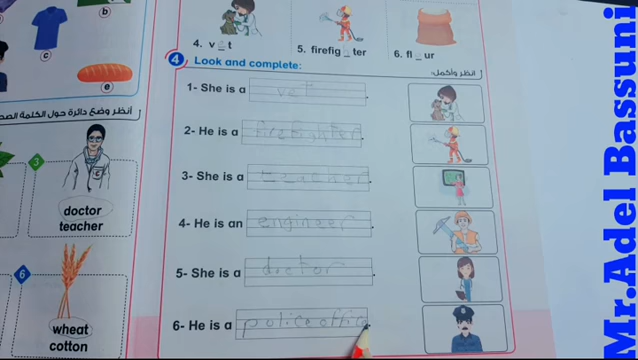 b
c
e
4. v _ t
5. firefig _ ter
6. fl _ ur
4 Look and complete:
انظر وأكمل:
1- She is a vet.
2- He is a firefighter.
3- She is a teacher.
4- He is an engineer.
5- She is a doctor.
6- He is a police office
أنظر وضع دائرة حول الكلمة
3
doctor
teacher
6
wheat
cotton
Mr.Adel Bassuni